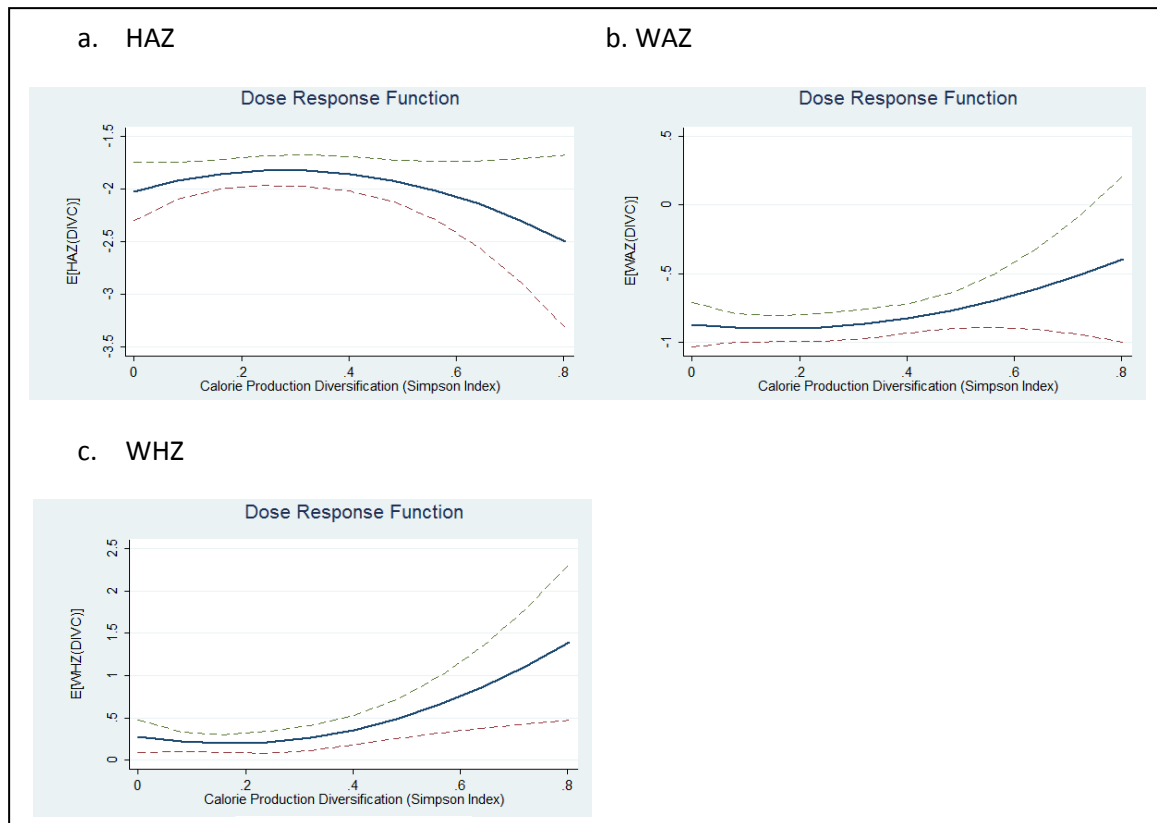 a. HAZ
b. WAZ
Dose Response Function
E[HAZ(DIVC)]
-1.5
-2
-2.5
-3
-3.5
0 .2 .4 .6 .8
Calorie Production Diversification (Simpson Index)
Dose Response Function
E[WAZ(DIVC)]
.5
0
-.5
-1
0 .2 .4 .6 .8
Calorie Production Diversification (Simpson Index)
c. WHZ
Dose Response Function
E[WHZ(DIVC)]
2.5
2
1.5
1
.5
0
0 .2 .4 .6 .8
Calorie Production Diversification (Simpson Index)